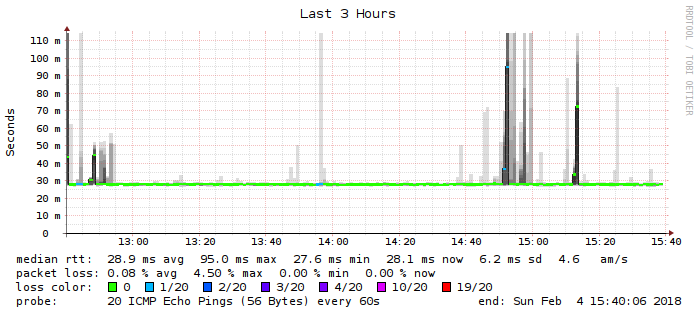 Last 3 Hours
RRDTOOL / TOBI OETIKER
Seconds
110 m
100 m
90 m
80 m
70 m
60 m
50 m
40 m
30 m
20 m
10 m
0
13:00 13:20 13:40 14:00 14:20 14:40 15:00 15:20 15:40
median rtt: 28.9 ms avg 95.0 ms max 27.6 ms min 28.1 ms now 6.2 ms sd 4.6 am/s
packet loss: 0.08 % avg 4.50 % max 0.00 % min 0.00 % now
loss color: 0 1/20 2/20 3/20 4/20 10/20 19/20
probe: 20 ICMP Echo Pings (56 Bytes) every 60s end: Sun Feb 4 15:40:06 2018